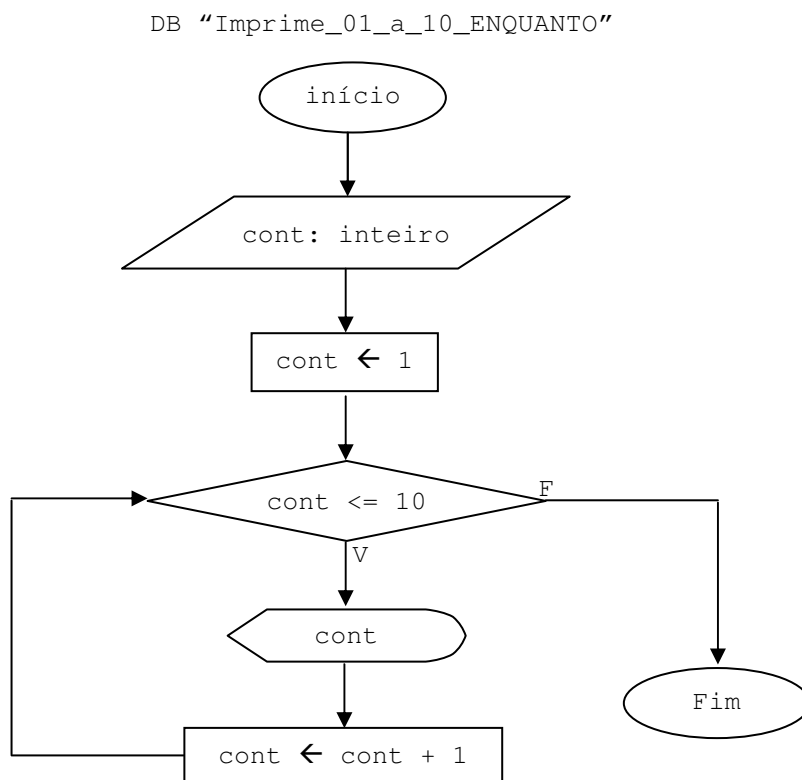 DB “Imprime_01_a_10_ENQUANTO”
início
cont: inteiro
cont ← 1
cont <= 10
F
V
cont
Fim
cont ← cont + 1